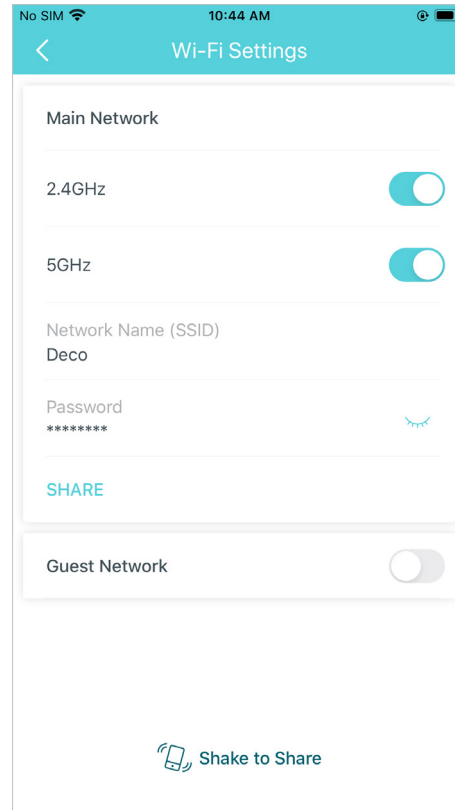 No SIM 10:44 AM
Wi-Fi Settings
Main Network
2.4GHz
5GHz
Network Name (SSID)
Deco
Password
********
SHARE
Guest Network
Shake to Share